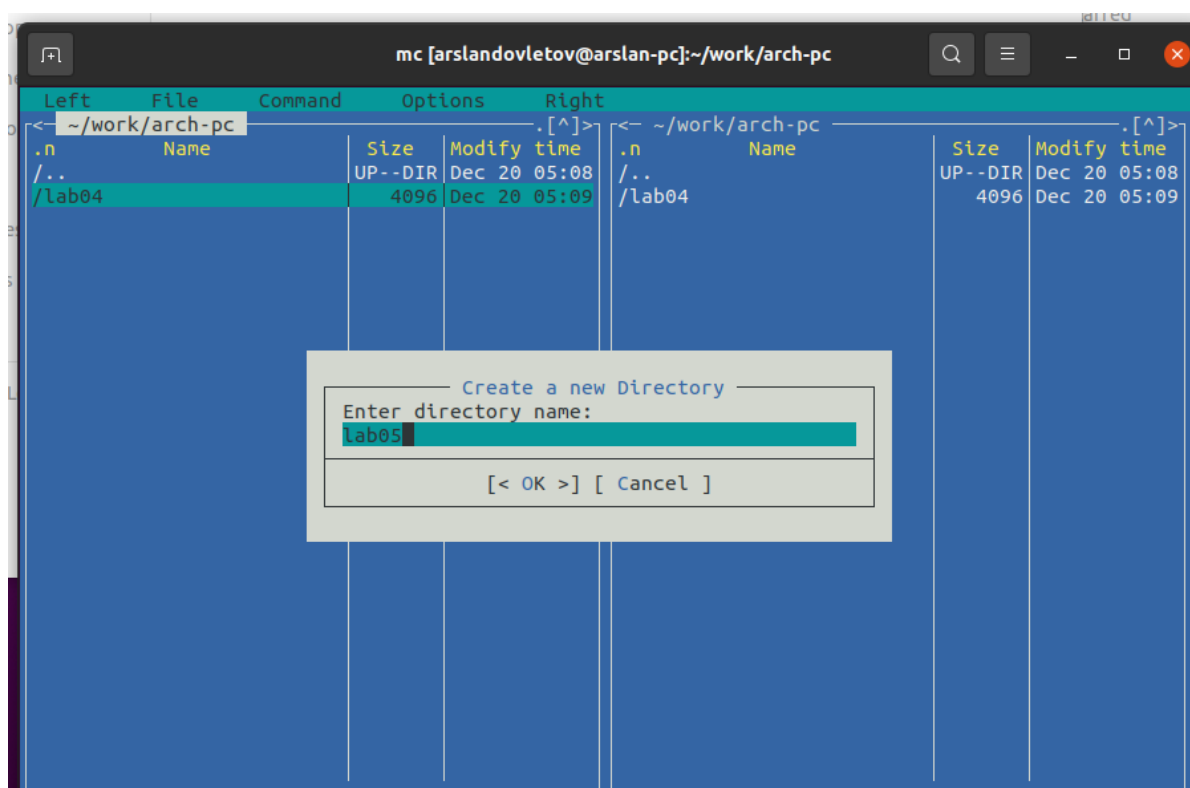 mc [arslandovletov@arslan-pc]:~/work/arch-pc
Left File Command Options Right
<─ ~/work/arch-pc ─.[^]>
.n Name Size Modify time
/.. UP--DIR Dec 20 05:08
/lab04 4096 Dec 20 05:09
<─ ~/work/arch-pc ─.[^]>
.n Name Size Modify time
/.. UP--DIR Dec 20 05:08
/lab04 4096 Dec 20 05:09
Create a new Directory
Enter directory name:
lab05
[< OK >] [ Cancel ]